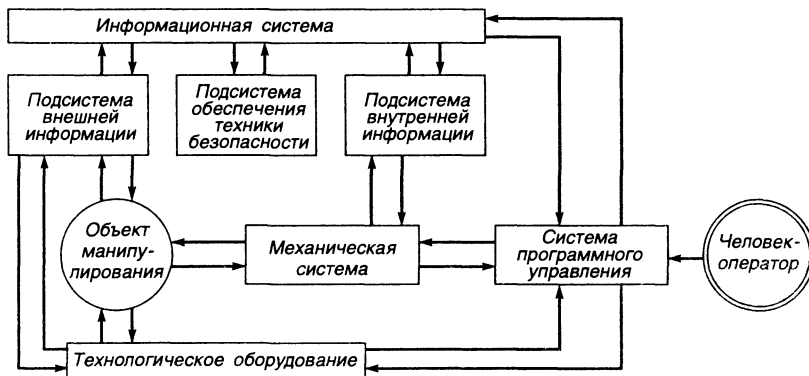 Информационная система
Подсистема
внешней
информации
Подсистема
обеспечения
техники
безопасности
Подсистема
внутренней
информации
Объект
манипу-
лирования
Механическая
система
Система
программного
управления
Человек-
оператор
Технологическое оборудование